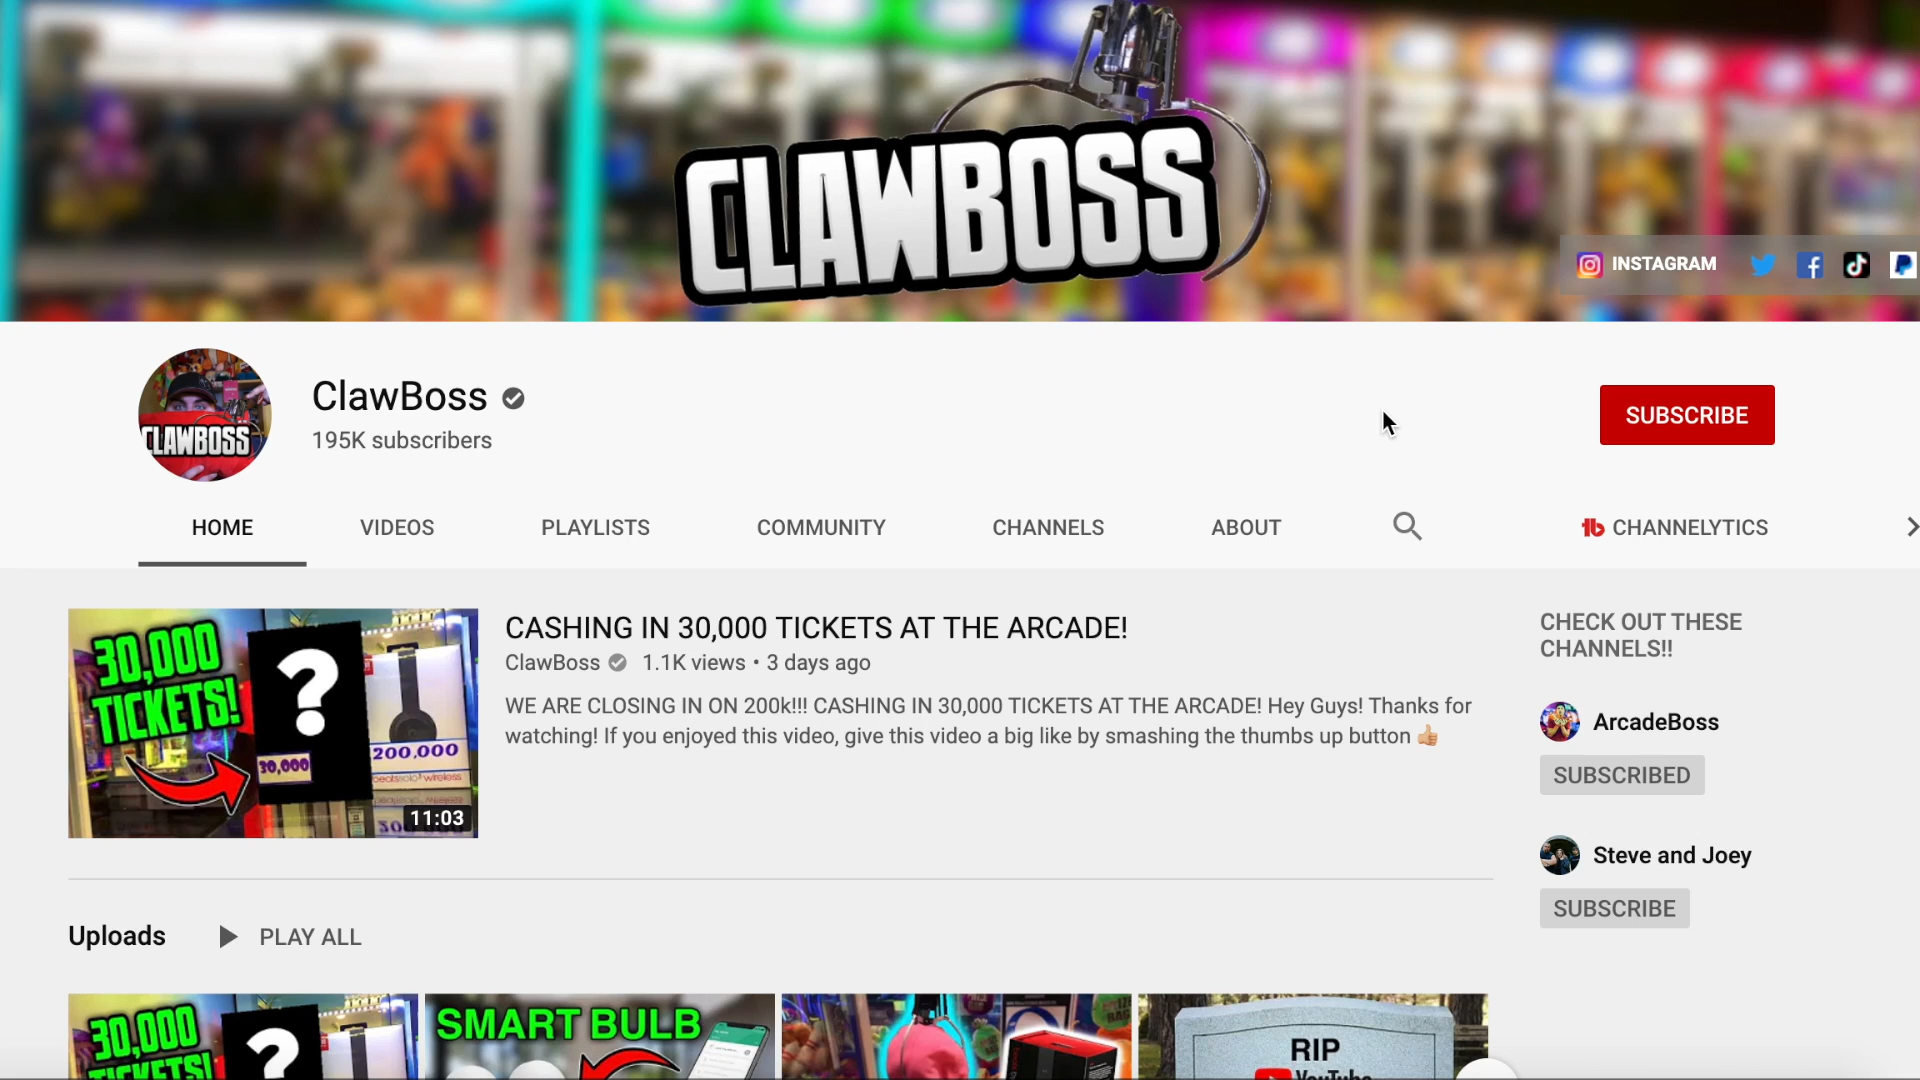 CLAWBOSS
INSTAGRAM
CLAWBOSS
ClawBoss
195K subscribers
SUBSCRIBE
HOME VIDEOS PLAYLISTS COMMUNITY CHANNELS ABOUT CHANNELYTICS
30,000
TICKETS!
?
30,000
200,000
beatssolo³ wireless
11:03
CASHING IN 30,000 TICKETS AT THE ARCADE!
ClawBoss 1.1K views • 3 days ago
WE ARE CLOSING IN ON 200k!!! CASHING IN 30,000 TICKETS AT THE ARCADE! Hey Guys! Thanks for
watching! If you enjoyed this video, give this video a big like by smashing the thumbs up button 👍🏼
CHECK OUT THESE
CHANNELS!!
ArcadeBoss
SUBSCRIBED
Steve and Joey
SUBSCRIBE
Uploads PLAY ALL
30,000
TICKETS!
?
SMART BULB
RIP
YouTube